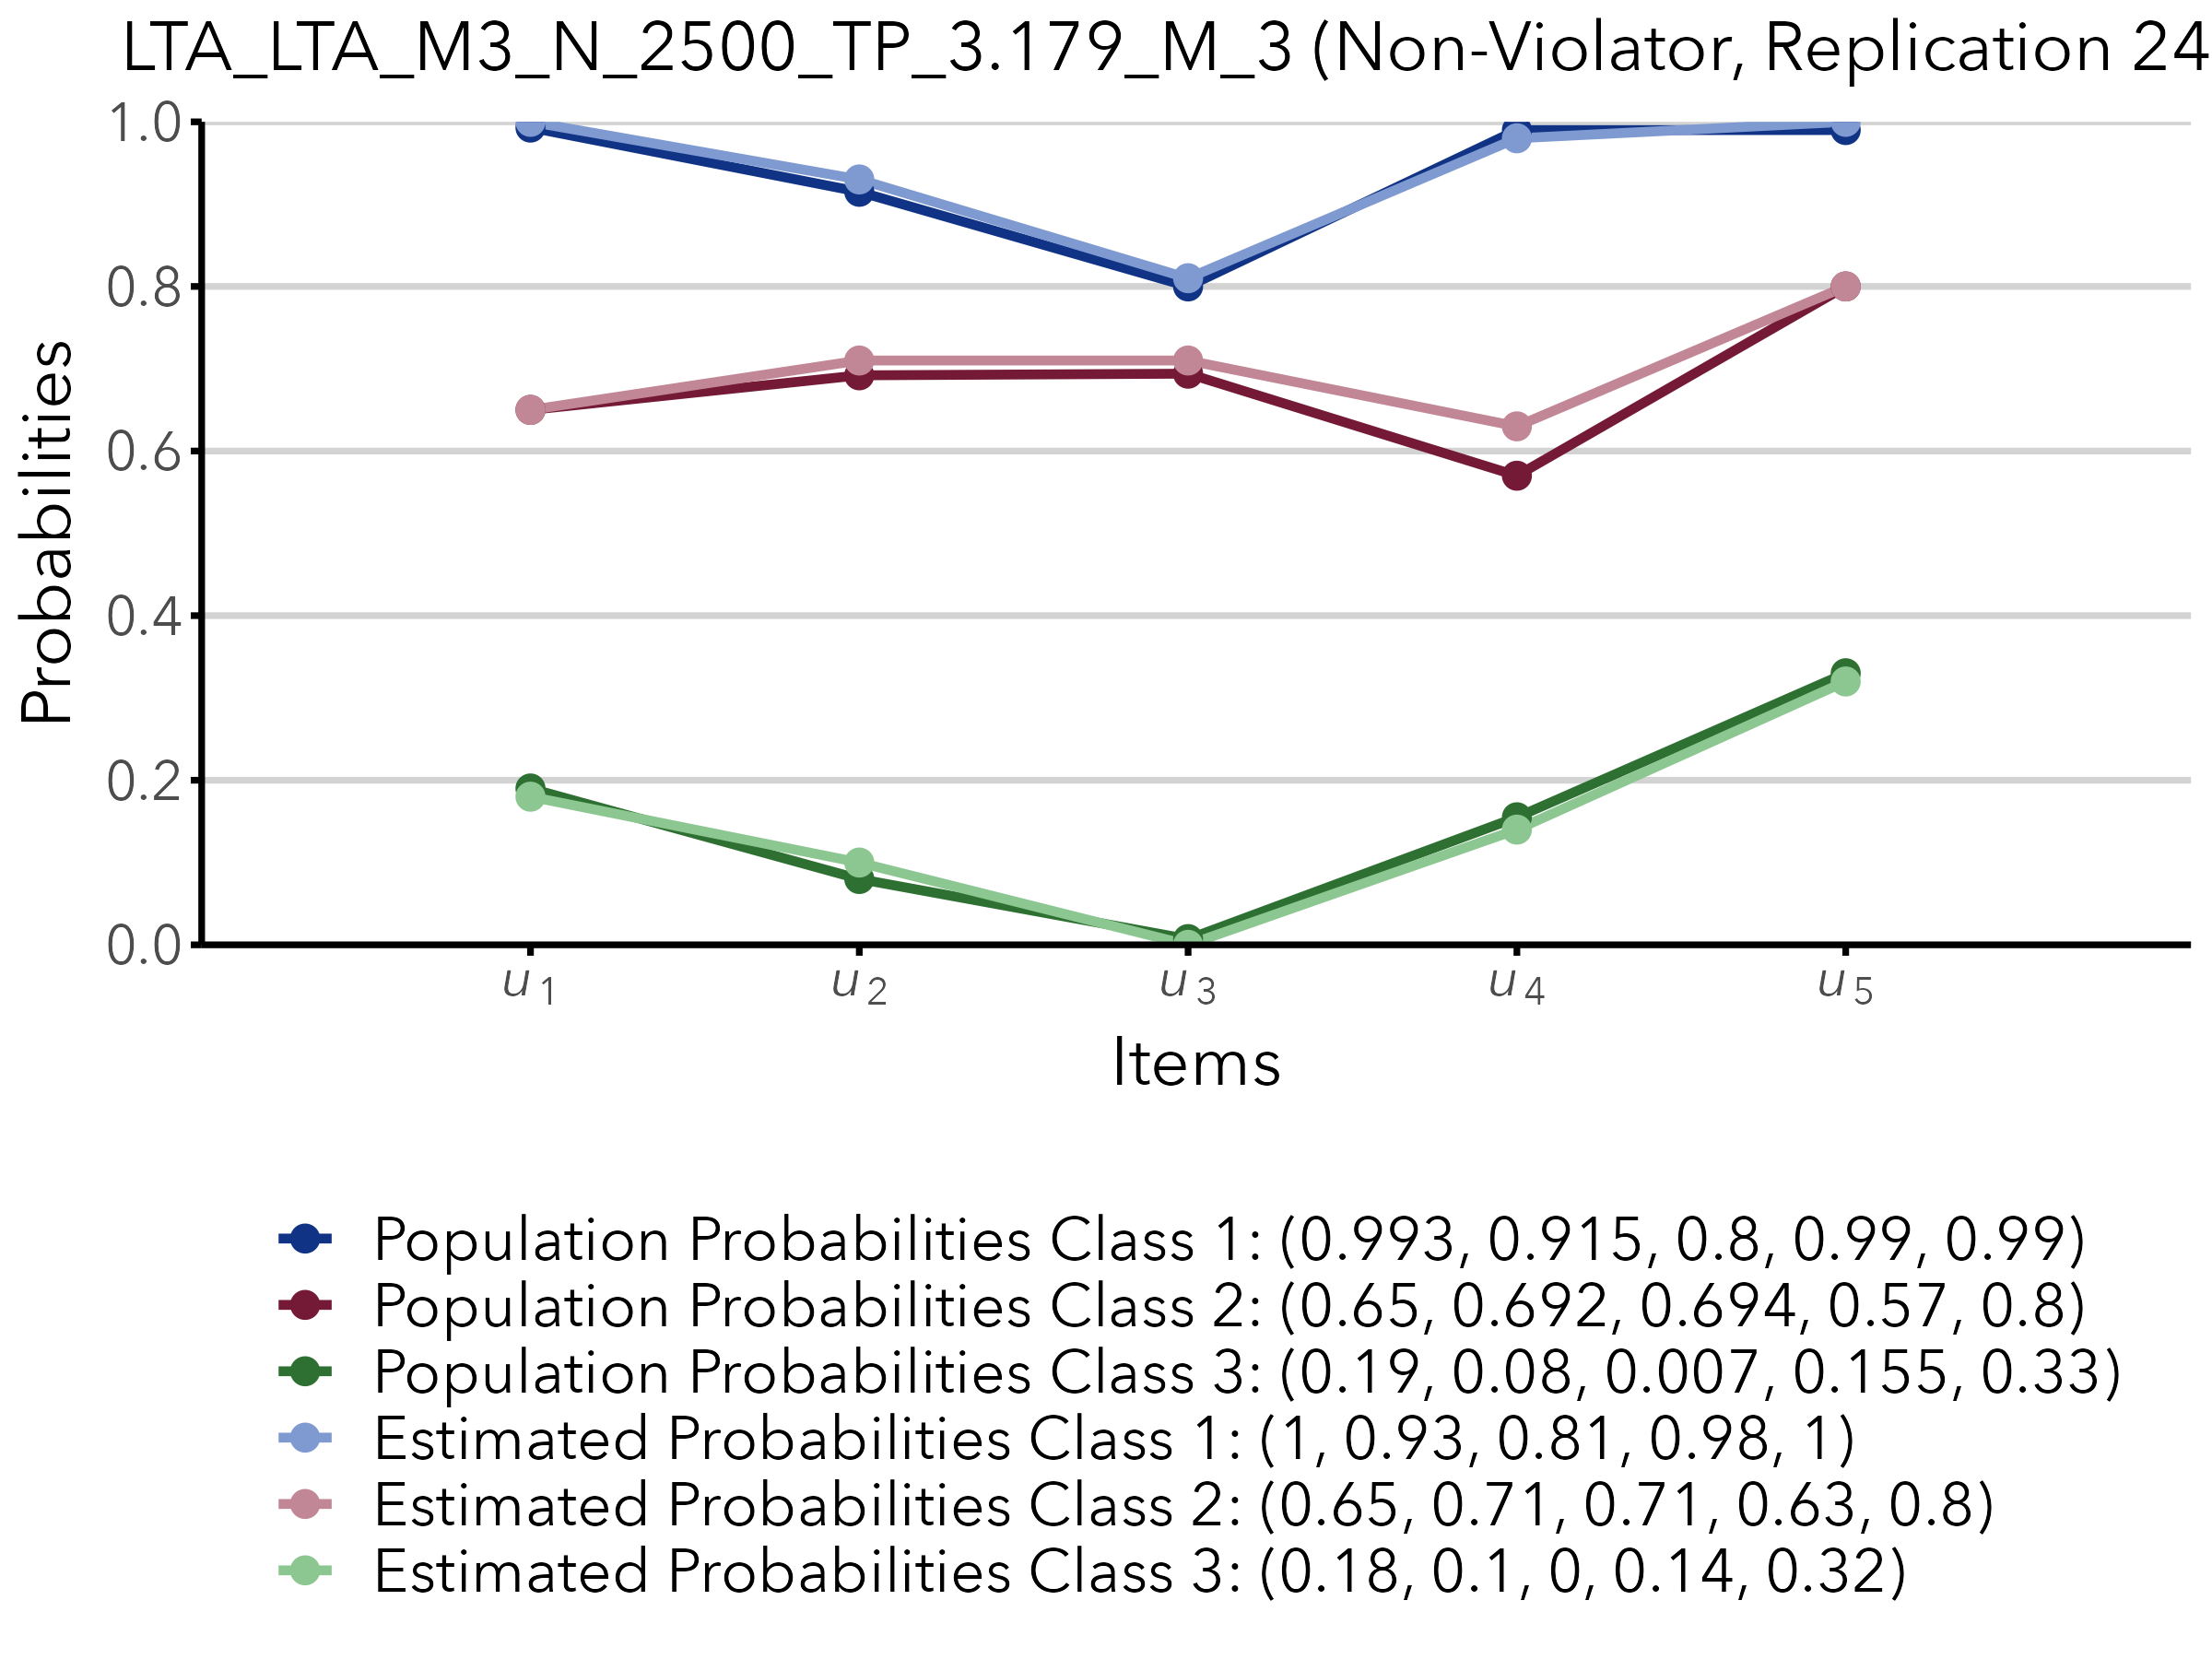 LTA_LTA_M3_N_2500_TP_3.179_M_3 (Non-Violator, Replication 24
1.0
0.8
0.6
0.4
0.2
0.0
Probabilities
u1 u2 u3 u4 u5
Items
Population Probabilities Class 1: (0.993, 0.915, 0.8, 0.99, 0.99)
Population Probabilities Class 2: (0.65, 0.692, 0.694, 0.57, 0.8)
Population Probabilities Class 3: (0.19, 0.08, 0.007, 0.155, 0.33)
Estimated Probabilities Class 1: (1, 0.93, 0.81, 0.98, 1)
Estimated Probabilities Class 2: (0.65, 0.71, 0.71, 0.63, 0.8)
Estimated Probabilities Class 3: (0.18, 0.1, 0, 0.14, 0.32)